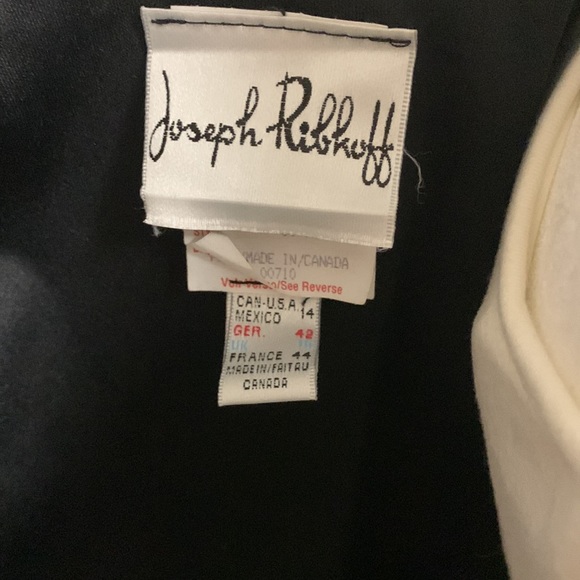 Joseph Ribkoff
MADE IN/CANADA
00710
Voir Verso/See Reverse
CAN-U.S.A.
MEXICO 14
GER. 42
UK
FRANCE 44
MADE IN/FAIT AU
CANADA